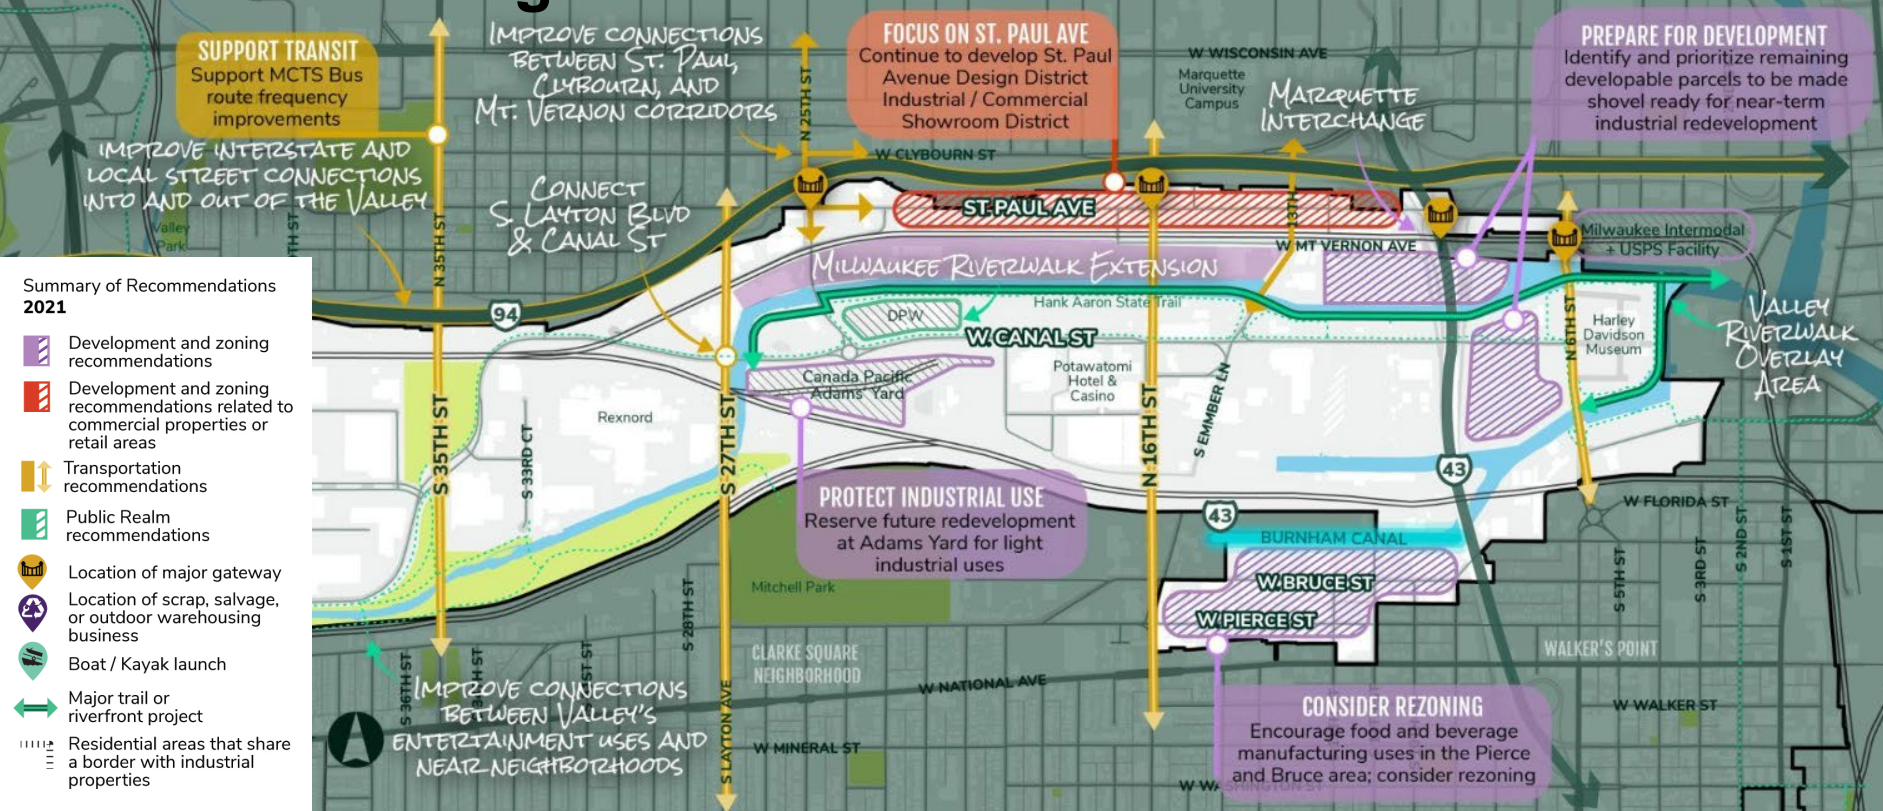 SUPPORT TRANSIT
Support MCTS Bus
route frequency
improvements
IMPROVE CONNECTIONS
BETWEEN ST. PAUL,
CLYBOURN, AND
MT. VERNON CORRIDORS
FOCUS ON ST. PAUL AVE
Continue to develop St. Paul
Avenue Design District
Industrial / Commercial
Showroom District
W WISCONSIN AVE
Marquette
University
Campus
MARQUETTE
INTERCHANGE
PREPARE FOR DEVELOPMENT
Identify and prioritize remaining
developable parcels to be made
shovel ready for near-term
industrial redevelopment
IMPROVE INTERSTATE AND
LOCAL STREET CONNECTIONS
INTO AND OUT OF THE VALLEY
CONNECT
S. LAYTON BLVD
& CANAL ST
N 25TH ST
W CLYBOURN ST
ST. PAUL AVE
13TH
W MT VERNON AVE
Milwaukee Intermodal
+ USPS Facility
Valley
Park
N 35TH ST
MILWAUKEE RIVERWALK EXTENSION
Hank Aaron State Trail
DPW
W. CANAL ST
94
N 6TH ST
Harley
Davidson
Museum
VALLEY
RIVERWALK
OVERLAY
AREA
Canada Pacific
Adams' Yard
Potawatomi
Hotel &
Casino
Rexnord
S 35TH ST
S 33RD CT
S 27TH ST
N 16TH ST
S EMMBER LN
43
PROTECT INDUSTRIAL USE
Reserve future redevelopment
at Adams Yard for light
industrial uses
43
BURNHAM CANAL
W FLORIDA ST
S 5TH ST
S 3RD ST
S 2ND ST
S 1ST ST
W. BRUCE ST
W PIERCE ST
Mitchell Park
S 28TH ST
CLARKE SQUARE
NEIGHBORHOOD
W NATIONAL AVE
WALKER'S POINT
W WALKER ST
S 36TH ST
IMPROVE CONNECTIONS
BETWEEN VALLEY'S
ENTERTAINMENT USES AND
NEAR NEIGHBORHOODS
S LAYTON AVE
W MINERAL ST
CONSIDER REZONING
Encourage food and beverage
manufacturing uses in the Pierce
and Bruce area; consider rezoning
Summary of Recommendations
2021
Development and zoning
recommendations
Development and zoning
recommendations related to
commercial properties or
retail areas
Transportation
recommendations
Public Realm
recommendations
Location of major gateway
Location of scrap, salvage,
or outdoor warehousing
business
Boat / Kayak launch
Major trail or
riverfront project
Residential areas that share
a border with industrial
properties